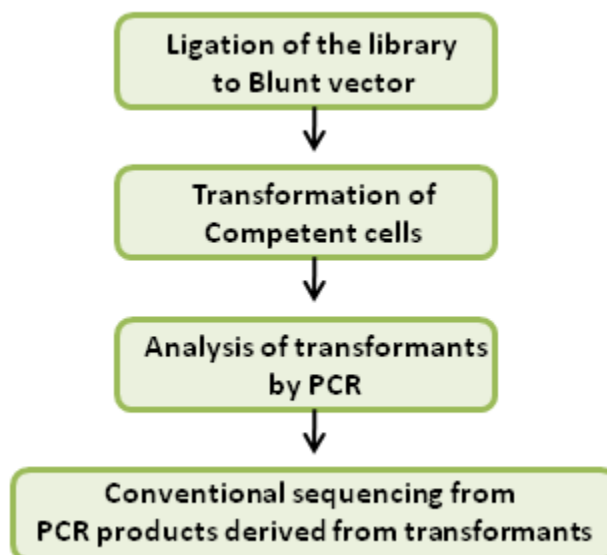 Ligation of the library
to Blunt vector
Transformation of
Competent cells
Analysis of transformants
by PCR
Conventional sequencing from
PCR products derived from transformants